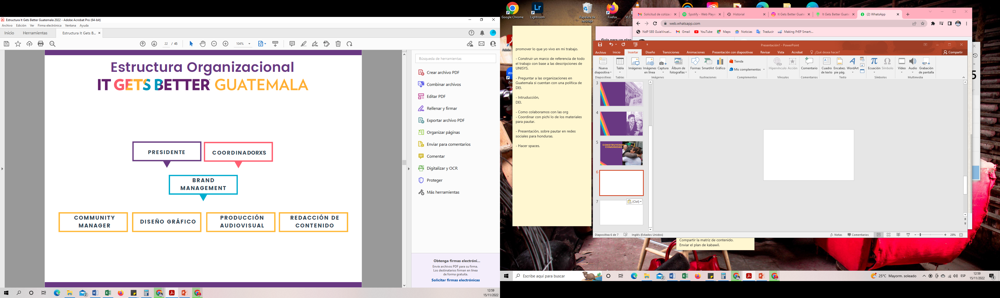 Estructura It Gets Better Guatemala 2022 - Adobe Acrobat Pro (64-bit)
Archivo Edición Ver Firma electrónica Ventana Ayuda
Inicio Herramientas Estructura It Gets B... ×
22 / 45 104%
Estructura Organizacional
IT GETS BETTER GUATEMALA
PRESIDENTE
COORDINADORXS
BRAND
MANAGEMENT
COMMUNITY
MANAGER
DISEÑO GRÁFICO
PRODUCCIÓN
AUDIOVISUAL
REDACCIÓN DE
CONTENIDO
Búsqueda de herramientas
Crear archivo PDF
Combinar archivos
Editar PDF
Rellenar y firmar
Exportar archivo PDF
Organizar páginas
Enviar para comentarios
Comentar
Digitalizar y OCR
Proteger
Más herramientas
Obtenga firmas electróni...
Envíe archivos PDF para su firma.
Los destinatarios firman en línea
de forma gratuita.
Solicitar firmas electrónicas
12:59
15/11/2022
Google Chrome
Lightroom
Papelera de
reciclaje
Firefox
promover lo que yo vivo en mi trabajo.
- Construir un marco de referencia de todo
el trabajo con base a las descripciones de
UNISYS.
- Preguntar a las organizaciones en
Guatemala si cuentan con una política de
DEI.
- Intruducción,
DEI.
- Como colaboramos con las org
- Coordinar con pichi lo de los materiales
para pautar.
- Presentación, sobre pautar en redes
sociales para honduras.
- Hacer spaces.
Solicitud de cotizac
Spotify - Web Playe
Historial
It Gets Better Guate
It Gets Better Guate
(2) WhatsApp
web.whatsapp.com
NdP SEE GuiaViruel...
Gmail
YouTube
Maps
Noticias
Traducir
Making PrEP Smart:...
Presentación1 - PowerPoint
Archivo Inicio Insertar Diseño Transiciones Animaciones Presentación con diapositivas Revisar Vista Acrobat ¿Qué desea hacer? Compartir
Nueva
diapositiva
Tabla
Imágenes
Imágenes
en línea
Captura
Álbum de
fotografías
Formas
SmartArt
Gráfico
Tienda
Mis complementos
Hipervínculo
Acción
Comentario
Cuadro
de texto
Encabez.
pie pág.
WordArt
Ecuación
Símbolo
Vídeo
Audio
Grabación
de pantalla
Diapositivas Tablas Imágenes Ilustraciones Complementos Vínculos Comentarios Texto Símbolos Multimedia
3
IT GETS
BETTER
4
5
CONSTRUYENDO
COMUNIDAD
6
7
(Ctrl)
Diapositiva 6 de 7 Inglés (Estados Unidos) Notas Comentarios 28%
Compartir la matriz de contenido.
Enviar el plan de kabawil.
Escribe aquí para buscar
25°C Mayorm. soleado
ESP
12:59
15/11/2022